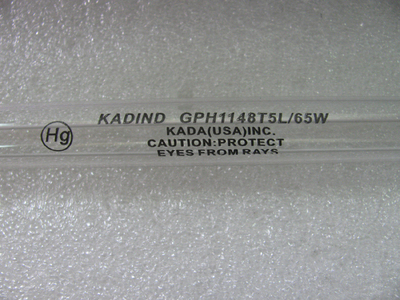 KADIND GPH1148T5L/65W
Hg
KADA(USA)INC.
CAUTION:PROTECT
EYES FROM RAYS